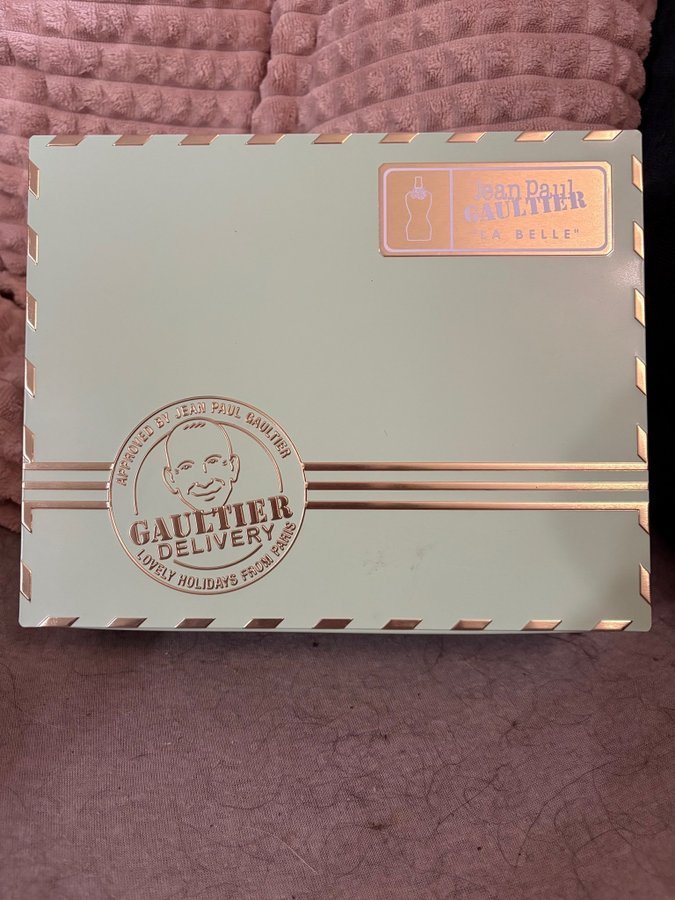 Jean Paul
GAULTIER
"LA BELLE"
APPROVED BY JEAN PAUL GAULTIER
GAULTIER
DELIVERY
LOVELY HOLIDAYS FROM PARIS